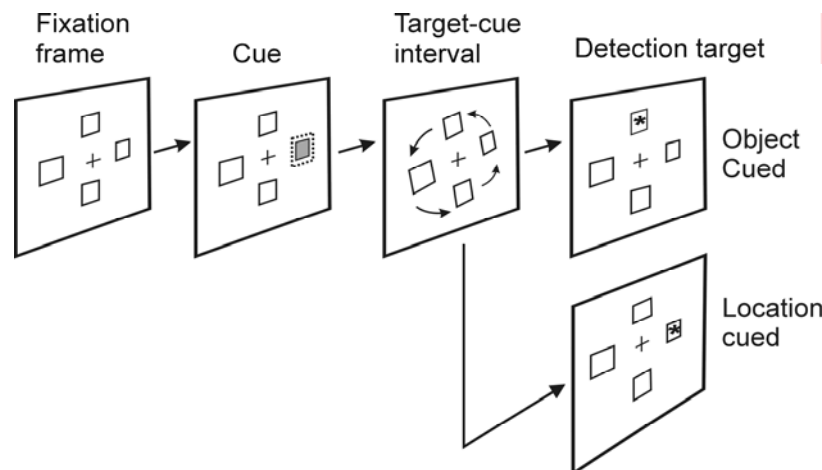 Fixation
frame
Cue
Target-cue
interval
Detection target
*
Object
Cued
*
Location
cued